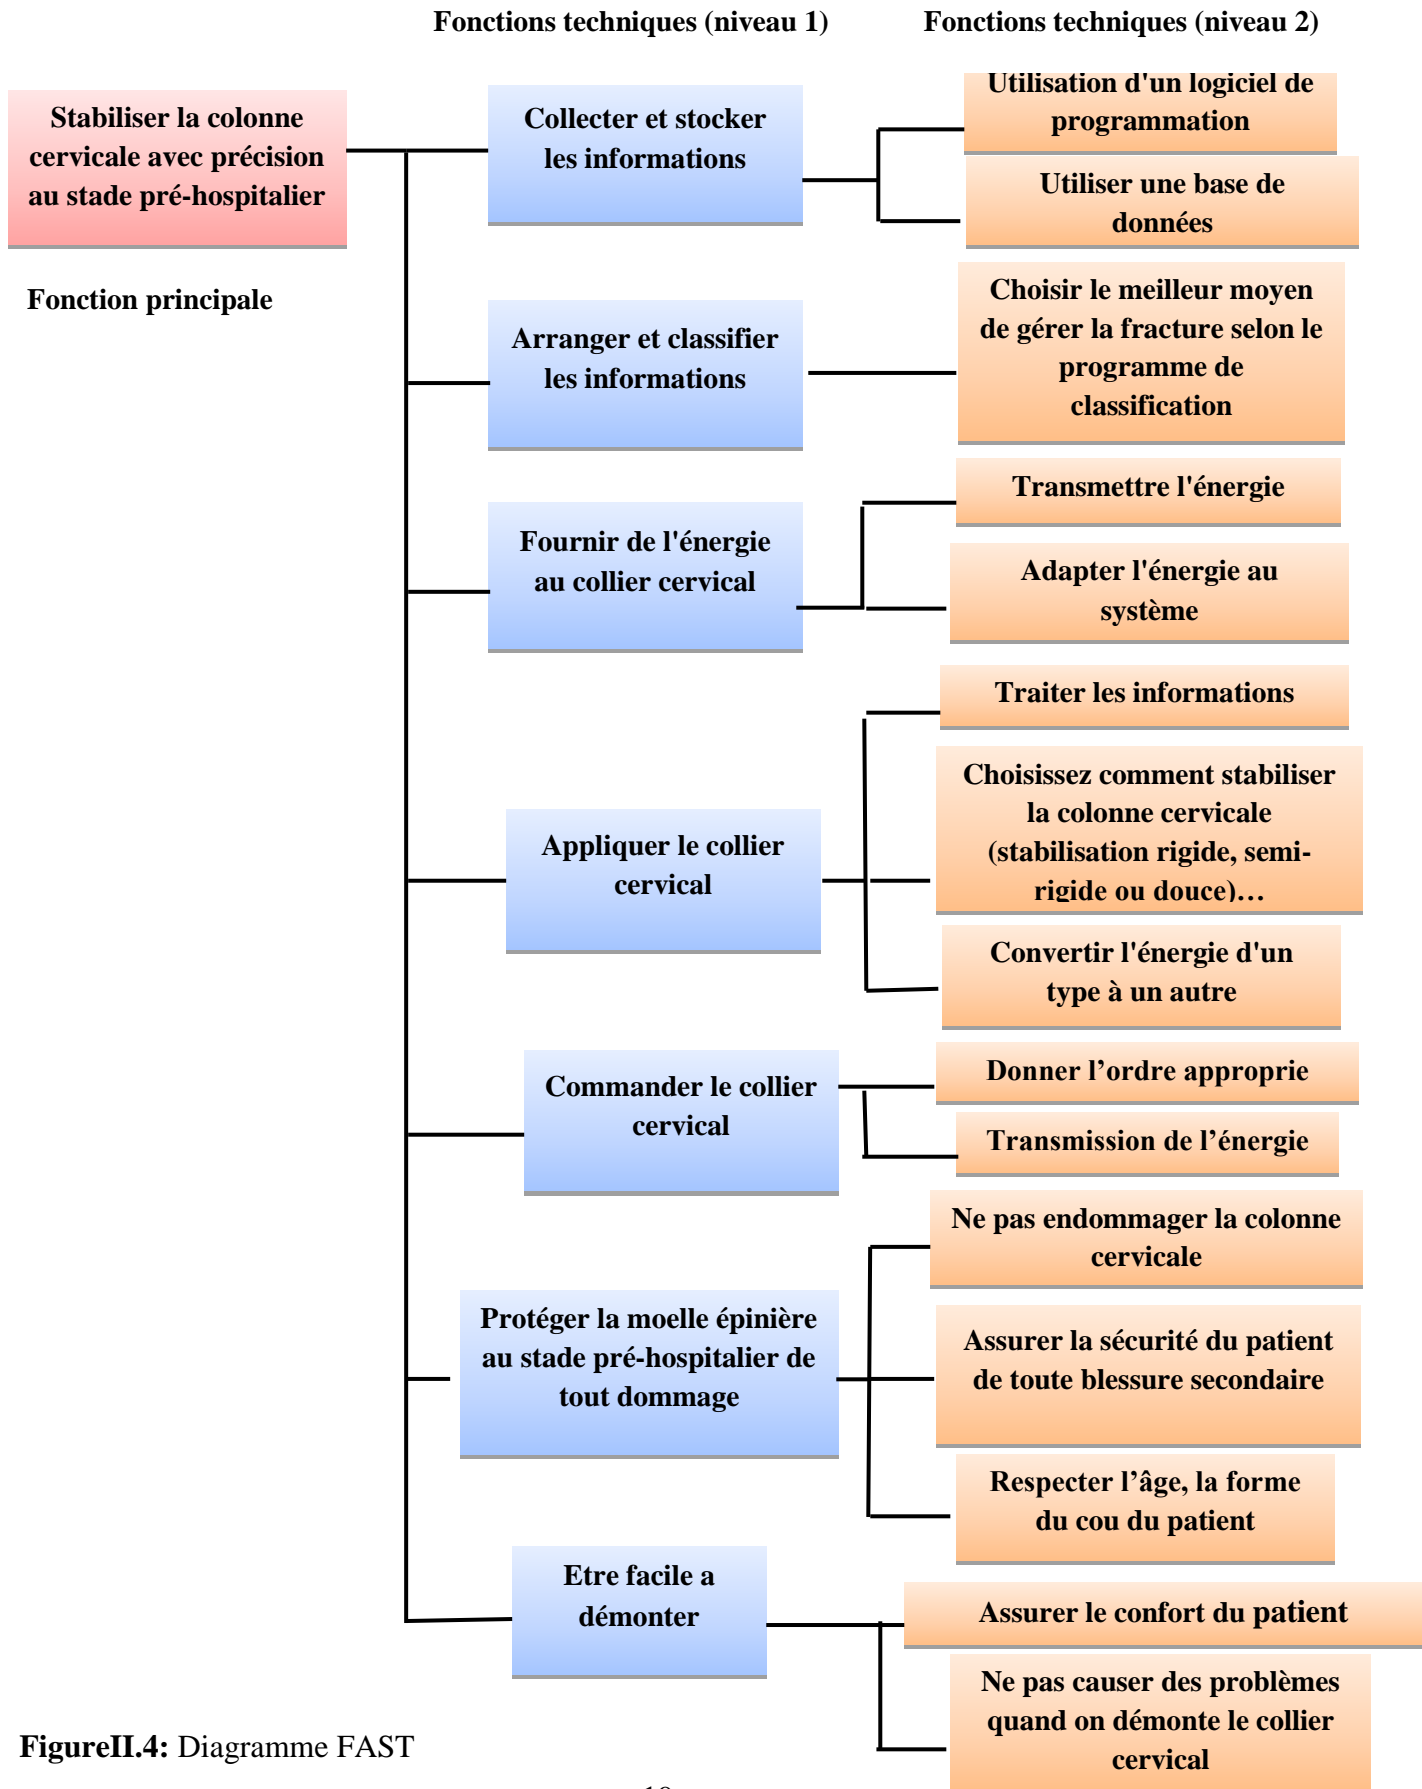 Fonctions techniques (niveau 1)
Fonctions techniques (niveau 2)
Stabiliser la colonne
cervicale avec précision
au stade pré-hospitalier
Fonction principale
Collecter et stocker
les informations
Utilisation d'un logiciel de
programmation
Utiliser une base de
données
Arranger et classifier
les informations
Choisir le meilleur moyen
de gérer la fracture selon le
programme de
classification
Fournir de l'énergie
au collier cervical
Transmettre l'énergie
Adapter l'énergie au
système
Appliquer le collier
cervical
Traiter les informations
Choisissez comment stabiliser
la colonne cervicale
(stabilisation rigide, semi-
rigide ou douce)…
Convertir l'énergie d'un
type à un autre
Commander le collier
cervical
Donner l’ordre approprie
Transmission de l’énergie
Protéger la moelle épinière
au stade pré-hospitalier de
tout dommage
Ne pas endommager la colonne
cervicale
Assurer la sécurité du patient
de toute blessure secondaire
Respecter l’âge, la forme
du cou du patient
Etre facile a
démonter
Assurer le confort du patient
Ne pas causer des problèmes
quand on démonte le collier
cervical
FigureII.4: Diagramme FAST